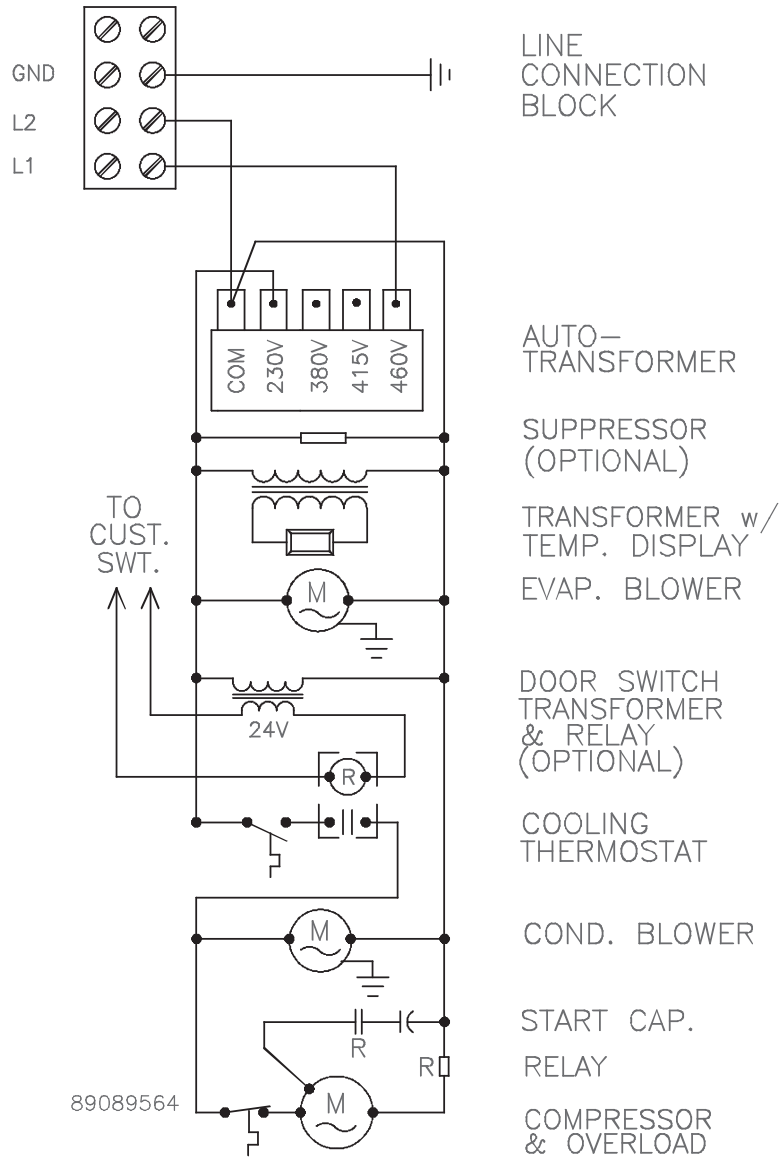 LINE
CONNECTION
BLOCK
GND
L2
L1
COM
230V
380V
415V
460V
AUTO-
TRANSFORMER
SUPPRESSOR
(OPTIONAL)
TO
CUST.
SWT.
TRANSFORMER w/
TEMP. DISPLAY
M
EVAP. BLOWER
24V
DOOR SWITCH
TRANSFORMER
& RELAY
(OPTIONAL)
R
COOLING
THERMOSTAT
M
COND. BLOWER
START CAP.
R
R
RELAY
89089564
M
COMPRESSOR
& OVERLOAD